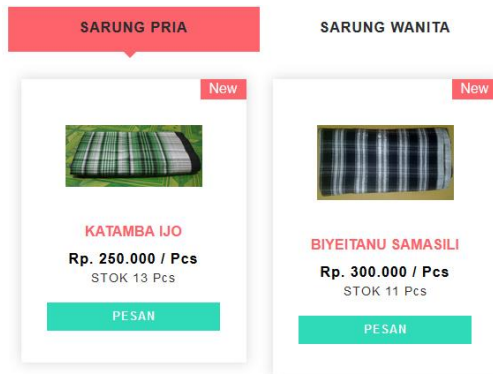 SARUNG PRIA
SARUNG WANITA
New
KATAMBA IJO
Rp. 250.000 / Pcs
STOK 13 Pcs
PESAN
New
BIYEITANU SAMASILI
Rp. 300.000 / Pcs
STOK 11 Pcs
PESAN